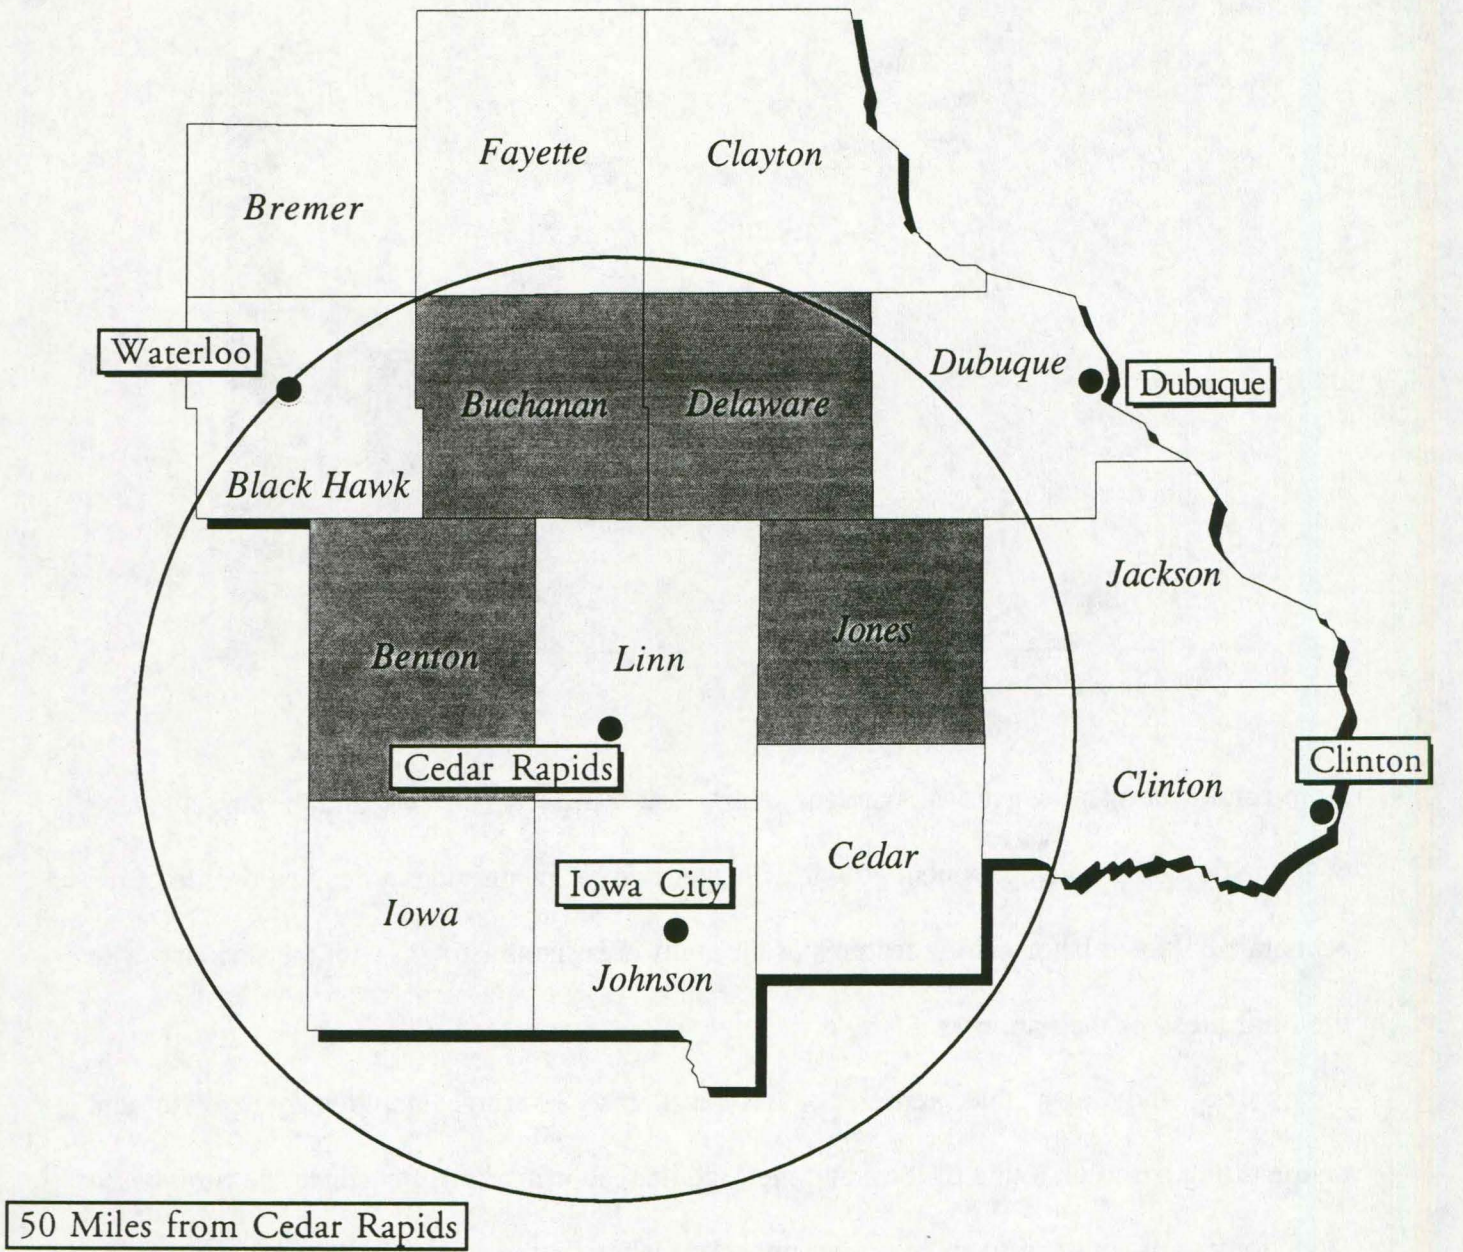 Fayette
Clayton
Bremer
Waterloo
Dubuque
Dubuque
Buchanan
Delaware
Black Hawk
Jackson
Jones
Benton
Linn
Cedar Rapids
Clinton
Clinton
Cedar
Iowa City
Iowa
Johnson
50 Miles from Cedar Rapids